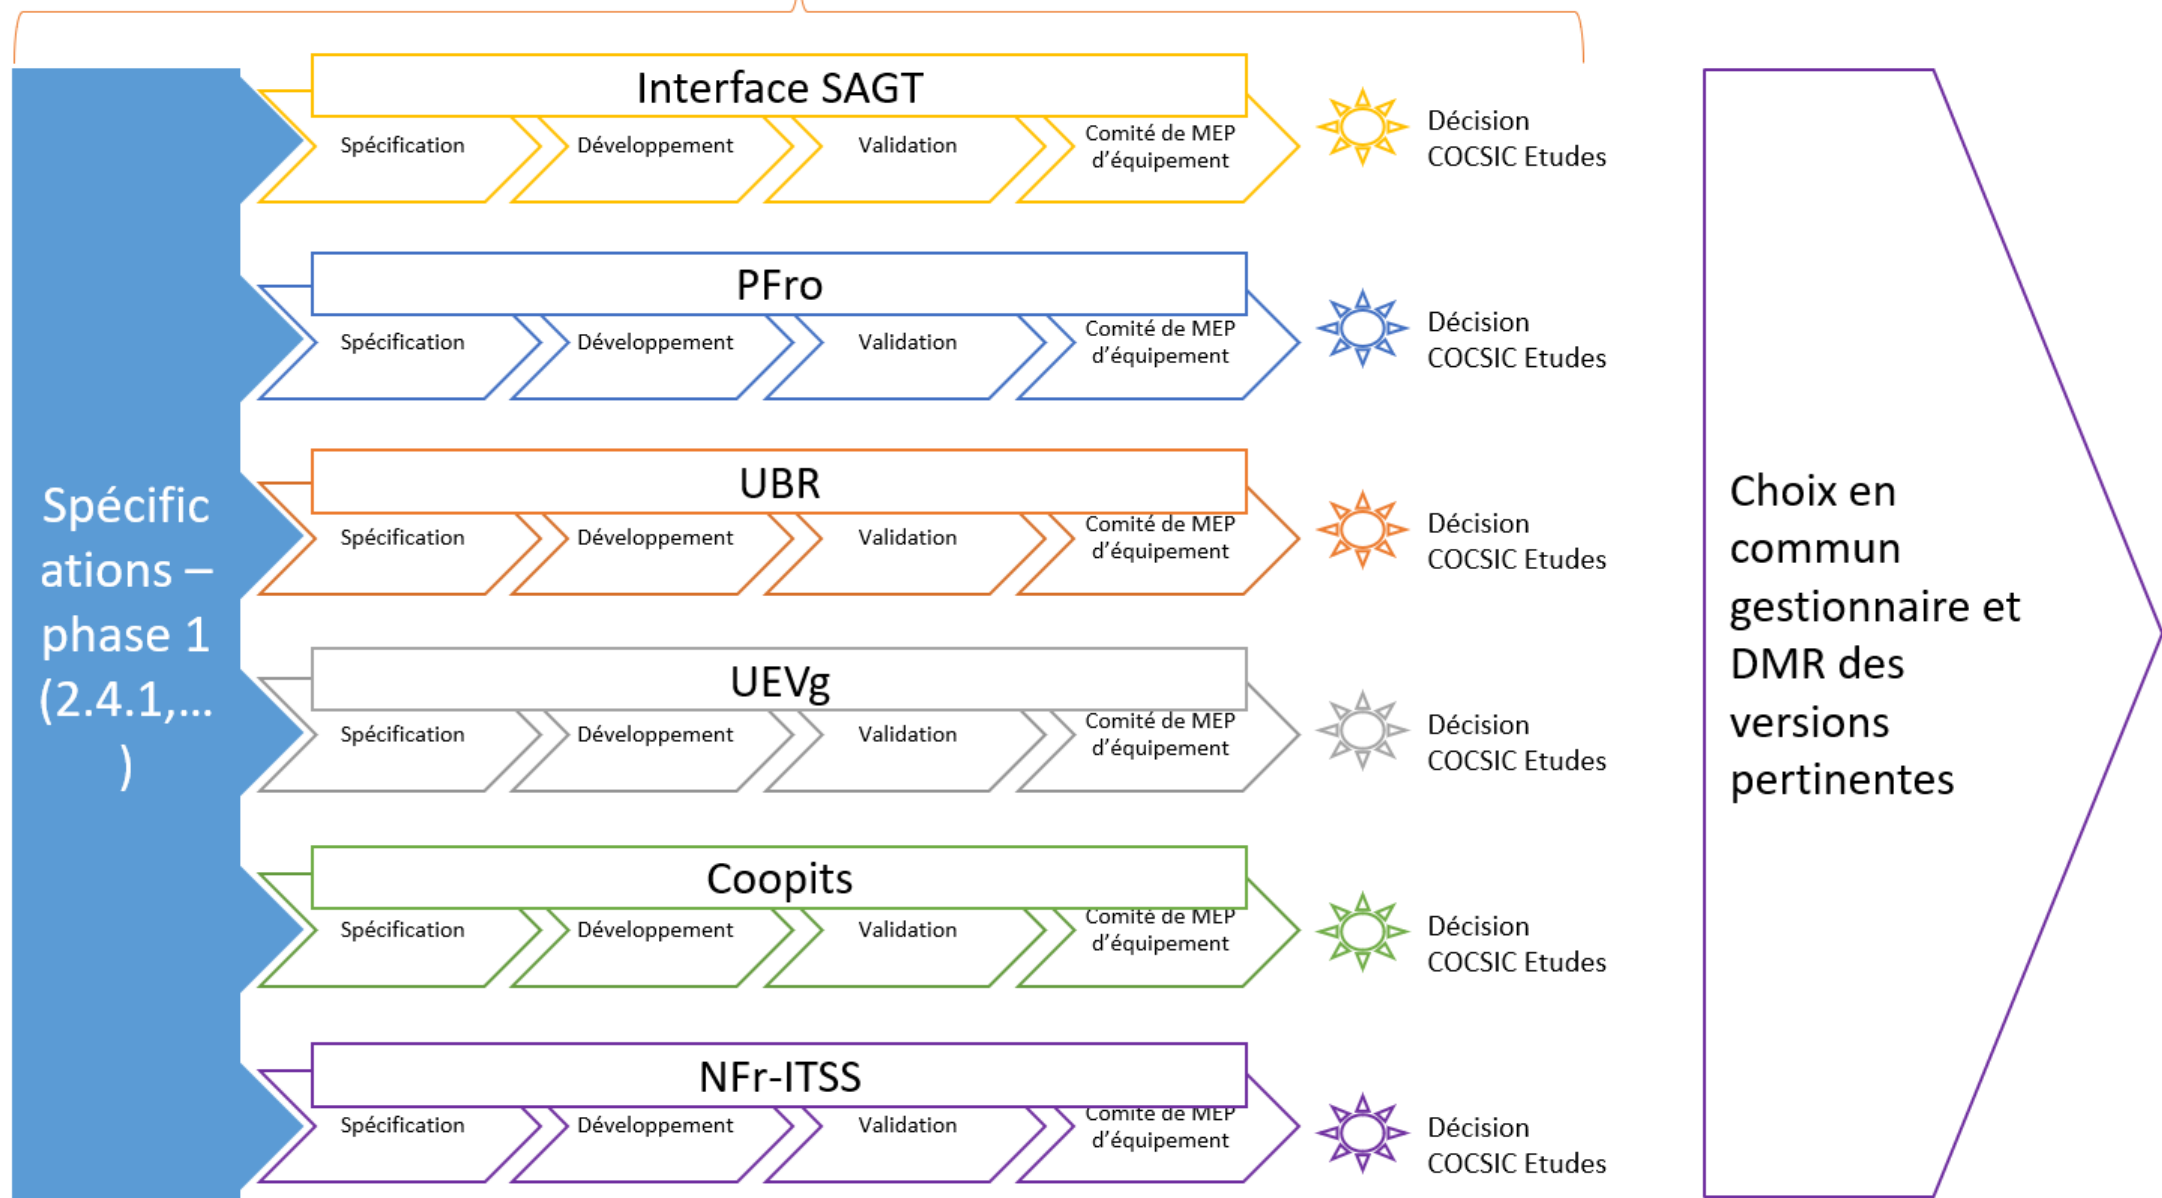 Spécific
ations –
phase 1
(2.4.1,...
)
Interface SAGT
Spécification
Développement
Validation
Comité de MEP
d'équipement
Décision
COCSIC Etudes
PFro
Spécification
Développement
Validation
Comité de MEP
d'équipement
Décision
COCSIC Etudes
UBR
Spécification
Développement
Validation
Comité de MEP
d'équipement
Décision
COCSIC Etudes
UEVg
Spécification
Développement
Validation
Comité de MEP
d'équipement
Décision
COCSIC Etudes
Coopits
Spécification
Développement
Validation
Comité de MEP
d'équipement
Décision
COCSIC Etudes
NFr-ITSS
Spécification
Développement
Validation
Comité de MEP
d'équipement
Décision
COCSIC Etudes
Choix en
commun
gestionnaire et
DMR des
versions
pertinentes